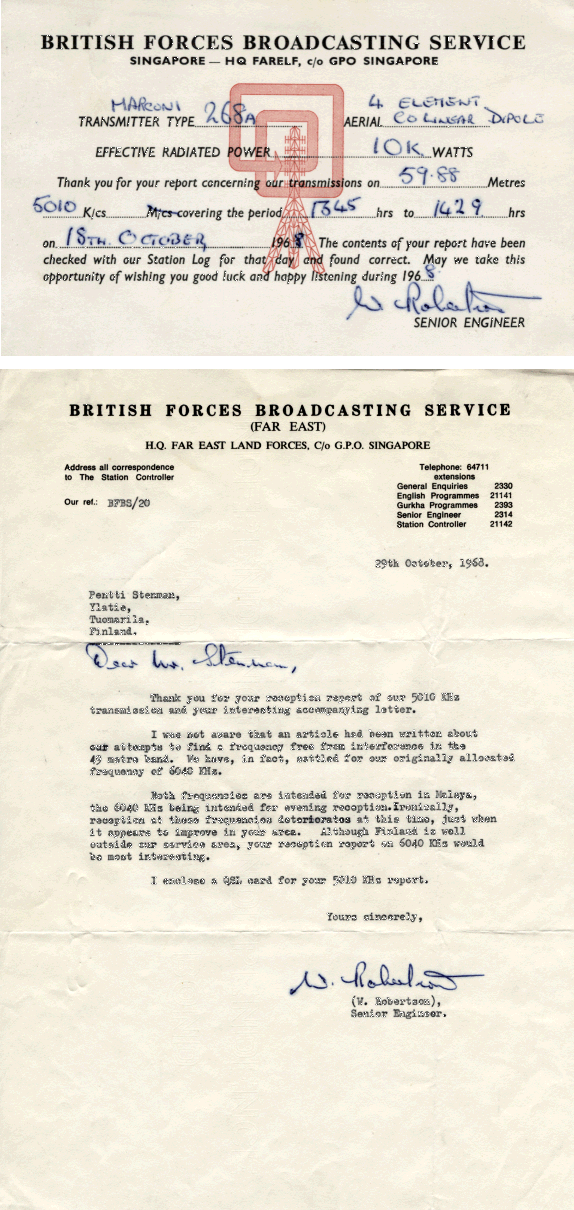 BRITISH FORCES BROADCASTING SERVICE
SINGAPORE — HQ FARELF, c/o GPO SINGAPORE
MARCONI 4 ELEMENT
TRANSMITTER TYPE 268A AERIAL CO LINEAR DIPOLE
EFFECTIVE RADIATED POWER 10K WATTS
Thank you for your report concerning our transmissions on 59.88 Metres
5010 K/cs M/cs covering the period 1345 hrs to 1429 hrs
on 18TH. OCTOBER 1968. The contents of your report have been
checked with our Station Log for that day and found correct. May we take this
opportunity of wishing you good luck and happy listening during 1968.
W. Robertson
SENIOR ENGINEER
BRITISH FORCES BROADCASTING SERVICE
(FAR EAST)
H.Q. FAR EAST LAND FORCES, C/o G.P.O. SINGAPORE
Address all correspondence
to The Station Controller
Our ref.: BFBS/20
Telephone: 64711
extensions
General Enquiries 2330
English Programmes 21141
Gurkha Programmes 2393
Senior Engineer 2314
Station Controller 21142
29th October, 1968.
Pentti Stenman,
Ylatie,
Tuomarila,
Finland.
Dear Mr. Stenman,
Thank you for your reception report of our 5010 KHz
transmission and your interesting accompanying letter.
I was not aware that an article had been written about
our attempts to find a frequency free from interference in the
49 metre band. We have, in fact, settled for our originally allocated
frequency of 6040 KHz.
Both frequencies are intended for reception in Malaya,
the 6040 KHz being intended for evening reception.Ironically,
reception at these frequencies deteriorates at this time, just when
it appears to improve in your area. Although Finland is well
outside our service area, your reception report on 6040 KHz would
be most interesting.
I enclose a QSL card for your 5010 KHz report.
Yours sincerely,
W. Robertson
(W. Robertson),
Senior Engineer.